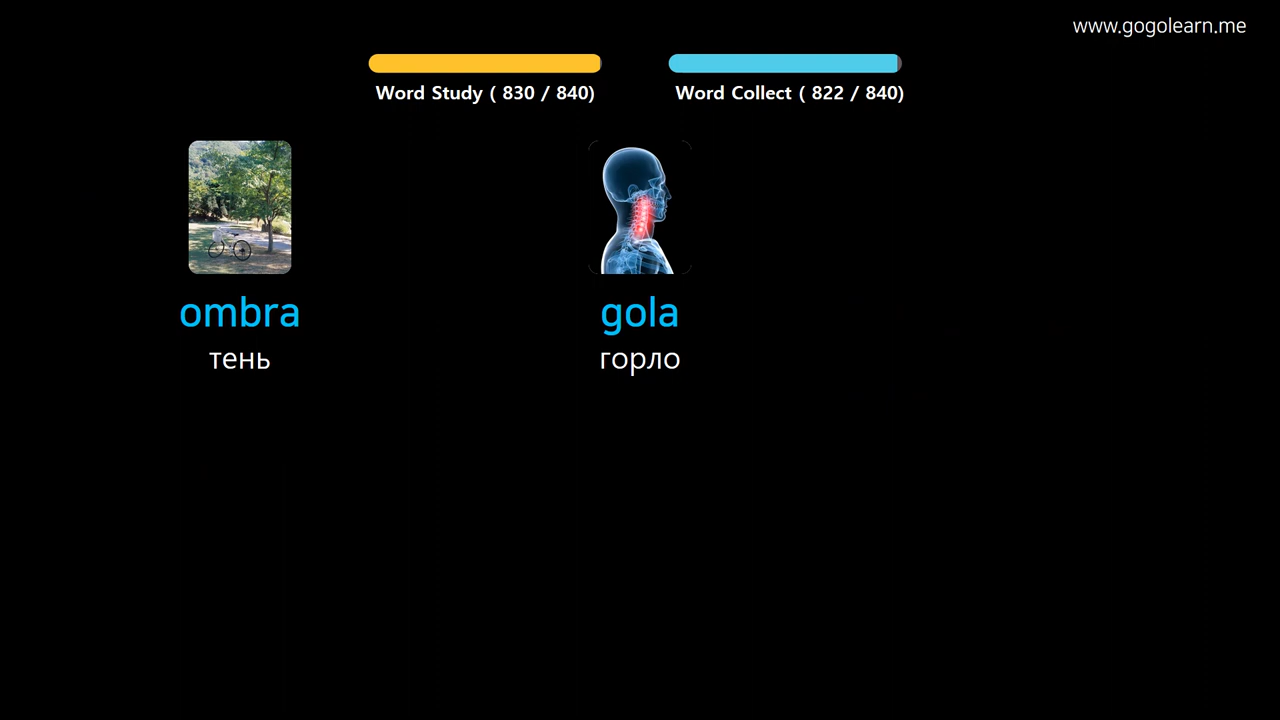 www.gogolearn.me
Word Study ( 830 / 840)
Word Collect ( 822 / 840)
ombra
тень
gola
горло